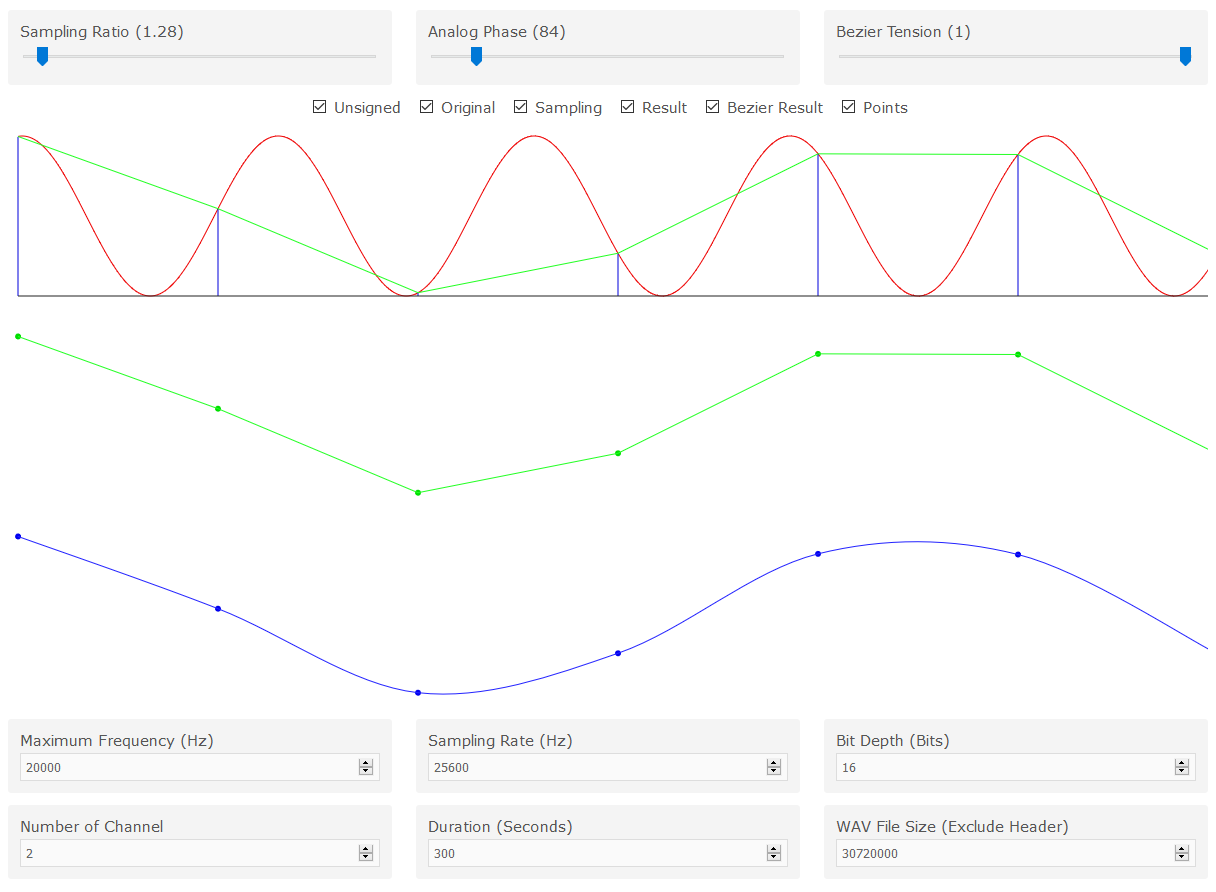 Sampling Ratio (1.28)
Analog Phase (84)
Bezier Tension (1)
Unsigned Original Sampling Result Bezier Result Points
Maximum Frequency (Hz)
20000
Sampling Rate (Hz)
25600
Bit Depth (Bits)
16
Number of Channel
2
Duration (Seconds)
300
WAV File Size (Exclude Header)
30720000